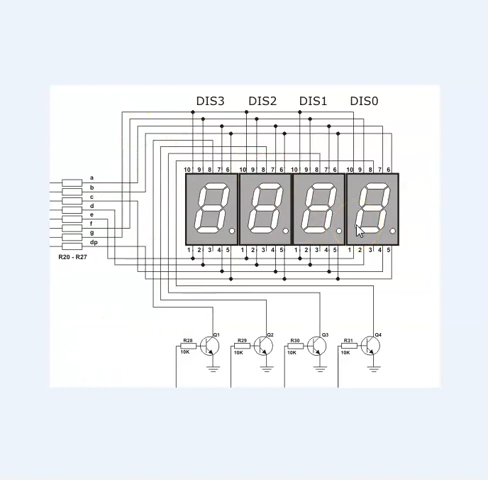 DIS3 DIS2 DIS1 DIS0
10 9 8 7 6 10 9 8 7 6 10 9 8 7 6 10 9 8 7 6
a
b
c
d
e
f
g
dp
R20 - R27
1 2 3 4 5 1 2 3 4 5 1 2 3 4 5 1 2 3 4 5
Q1 Q2 Q3 Q4
R28 R29 R30 R31
10K 10K 10K 10K